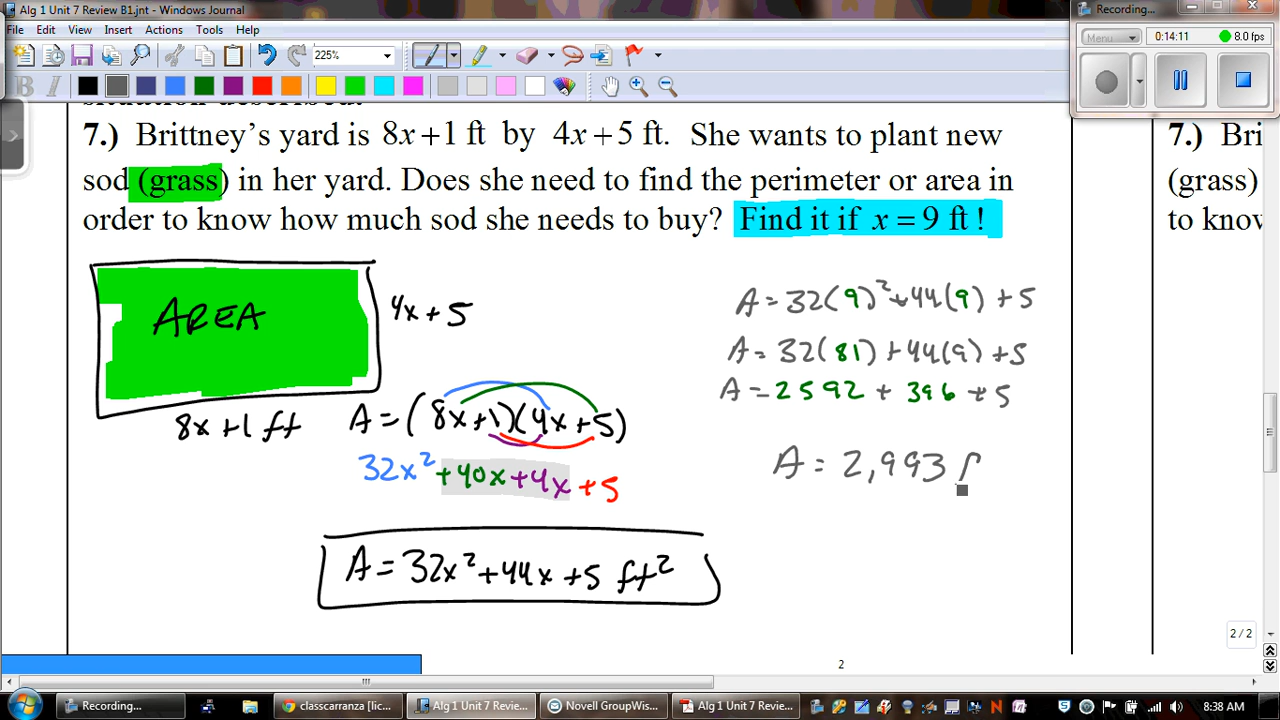 Alg 1 Unit 7 Review B1.jnt - Windows Journal
File Edit View Insert Actions Tools Help
225%
Recording...
Menu
0:14:11
8.0 fps
situation described.
7.) Brittney's yard is 8x+1 ft by 4x+5 ft. She wants to plant new
sod (grass) in her yard. Does she need to find the perimeter or area in
order to know how much sod she needs to buy? Find it if x = 9 ft !
AREA
4x+5
8x+1 ft
A=(8x+1)(4x+5)
32x²+40x+4x+5
A=32x²+44x+5 ft²
A=32(9)²+44(9)+5
A=32(81)+44(9)+5
A=2592+396+5
A=2,993 f
7.) Bri
(grass)
to know
2
2/2
Recording...
classcarranza [lic...
Alg 1 Unit 7 Review...
Novell GroupWis...
Alg 1 Unit 7 Review...
8:38 AM